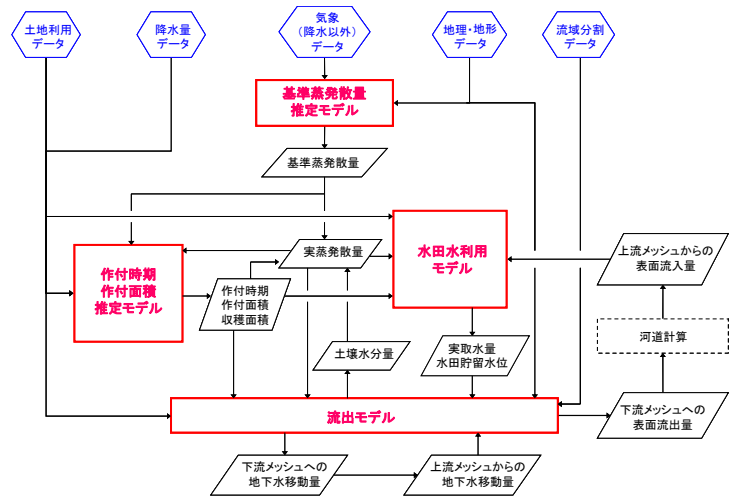 土地利用
データ
降水量
データ
気象
（降水以外）
データ
地理・地形
データ
流域分割
データ
基準蒸発散量
推定モデル
基準蒸発散量
実蒸発散量
水田水利用
モデル
上流メッシュからの
表面流入量
作付時期
作付面積
推定モデル
作付時期
作付面積
収穫面積
土壌水分量
実取水量
水田貯留水位
河道計算
流出モデル
下流メッシュへの
表面流出量
下流メッシュへの
地下水移動量
上流メッシュからの
地下水移動量